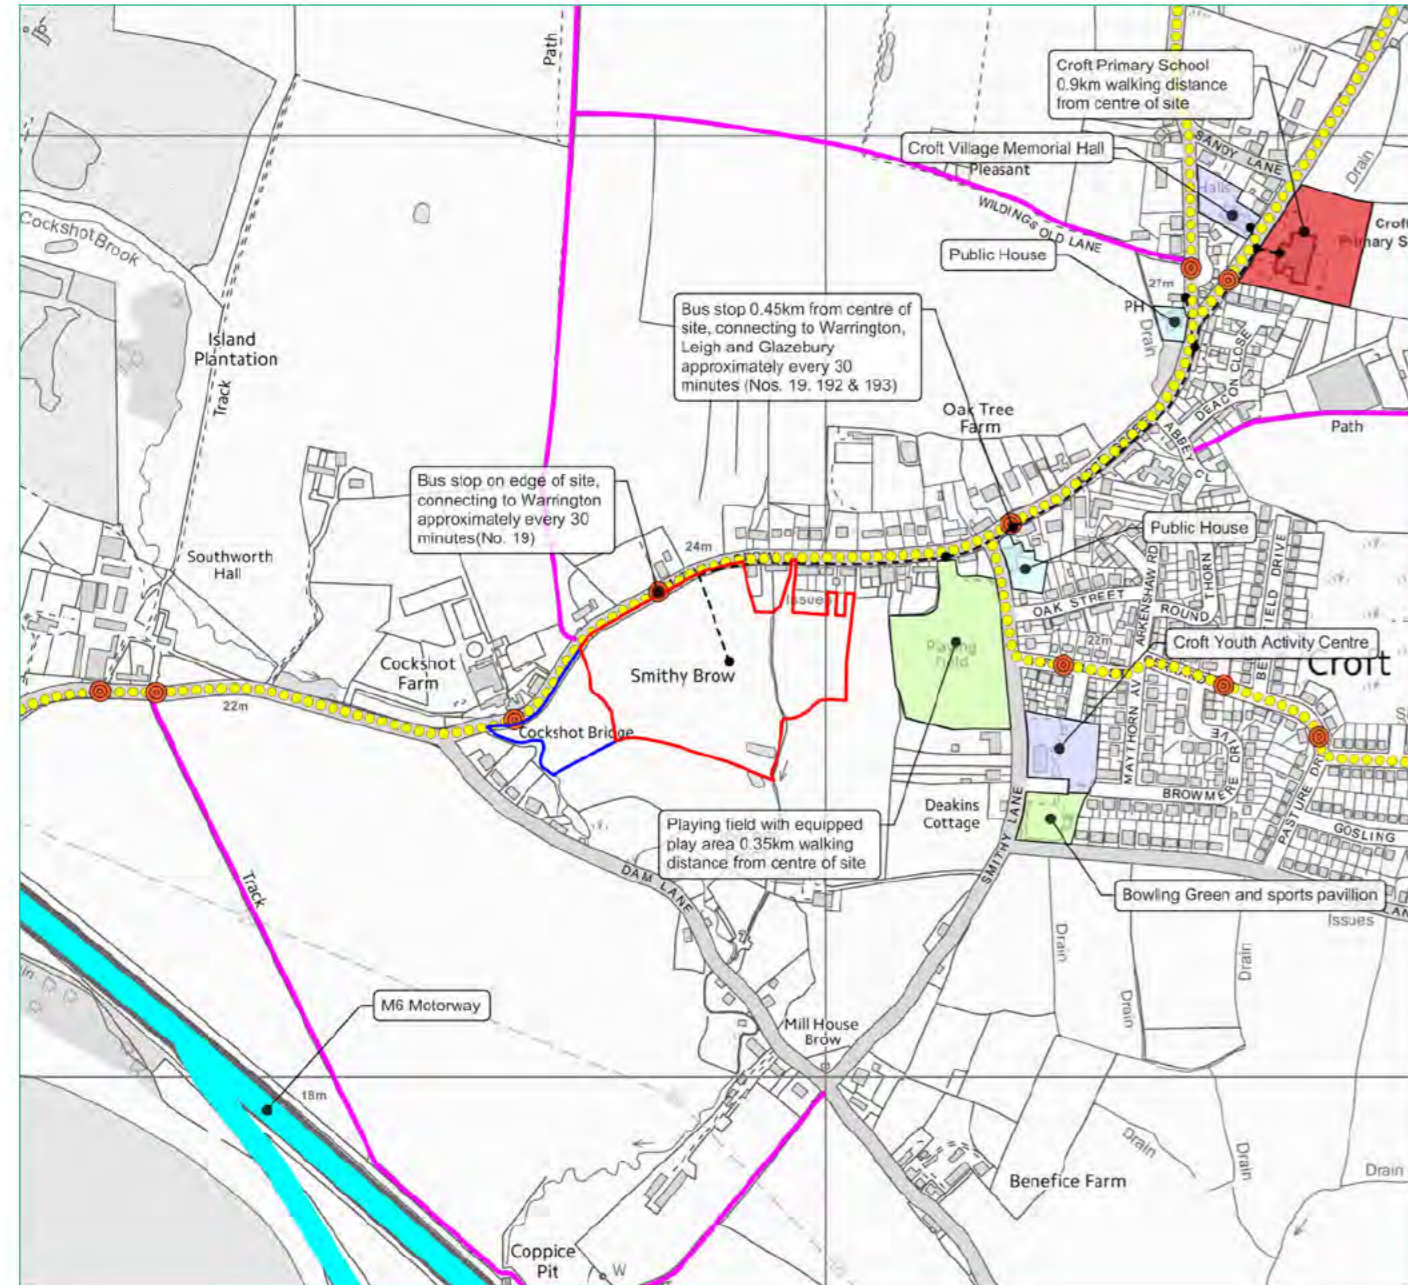 Path
Croft Primary School
0.9km walking distance
from centre of site
SANDY LANE
Drain
Croft Village Memorial Hall
Pleasant
Halls
WILDINGS OLD LANE
Cockshot Brook
Public House
27m
PH
Drain
Bus stop 0.45km from centre of
site, connecting to Warrington,
Leigh and Glazebury
approximately every 30
minutes (Nos. 19. 192 & 193)
Island
Plantation
Track
DEACON CLOSE
ABBEY CL
Path
Oak Tree
Farm
Bus stop on edge of site,
connecting to Warrington
approximately every 30
minutes(No. 19)
24m
Public House
Southworth
Hall
Issues
OAK STREET
ROUND THORN
Playing
field
22m
Croft Youth Activity Centre
Croft
Cockshot
Farm
Smithy Brow
22m
Cockshot Bridge
MAYTHORN AV
BROWMERE DRIVE
PASTURE DR
GOSLING
Deakins
Cottage
Playing field with equipped
play area 0.35km walking
distance from centre of site
SMITHY LANE
DAM LANE
Track
Bowling Green and sports pavillion
Issues
Drain
Drain
Drain
M6 Motorway
Mill House
Brow
18m
Drain
Drain
Drain
Benefice Farm
Coppice
Pit
W